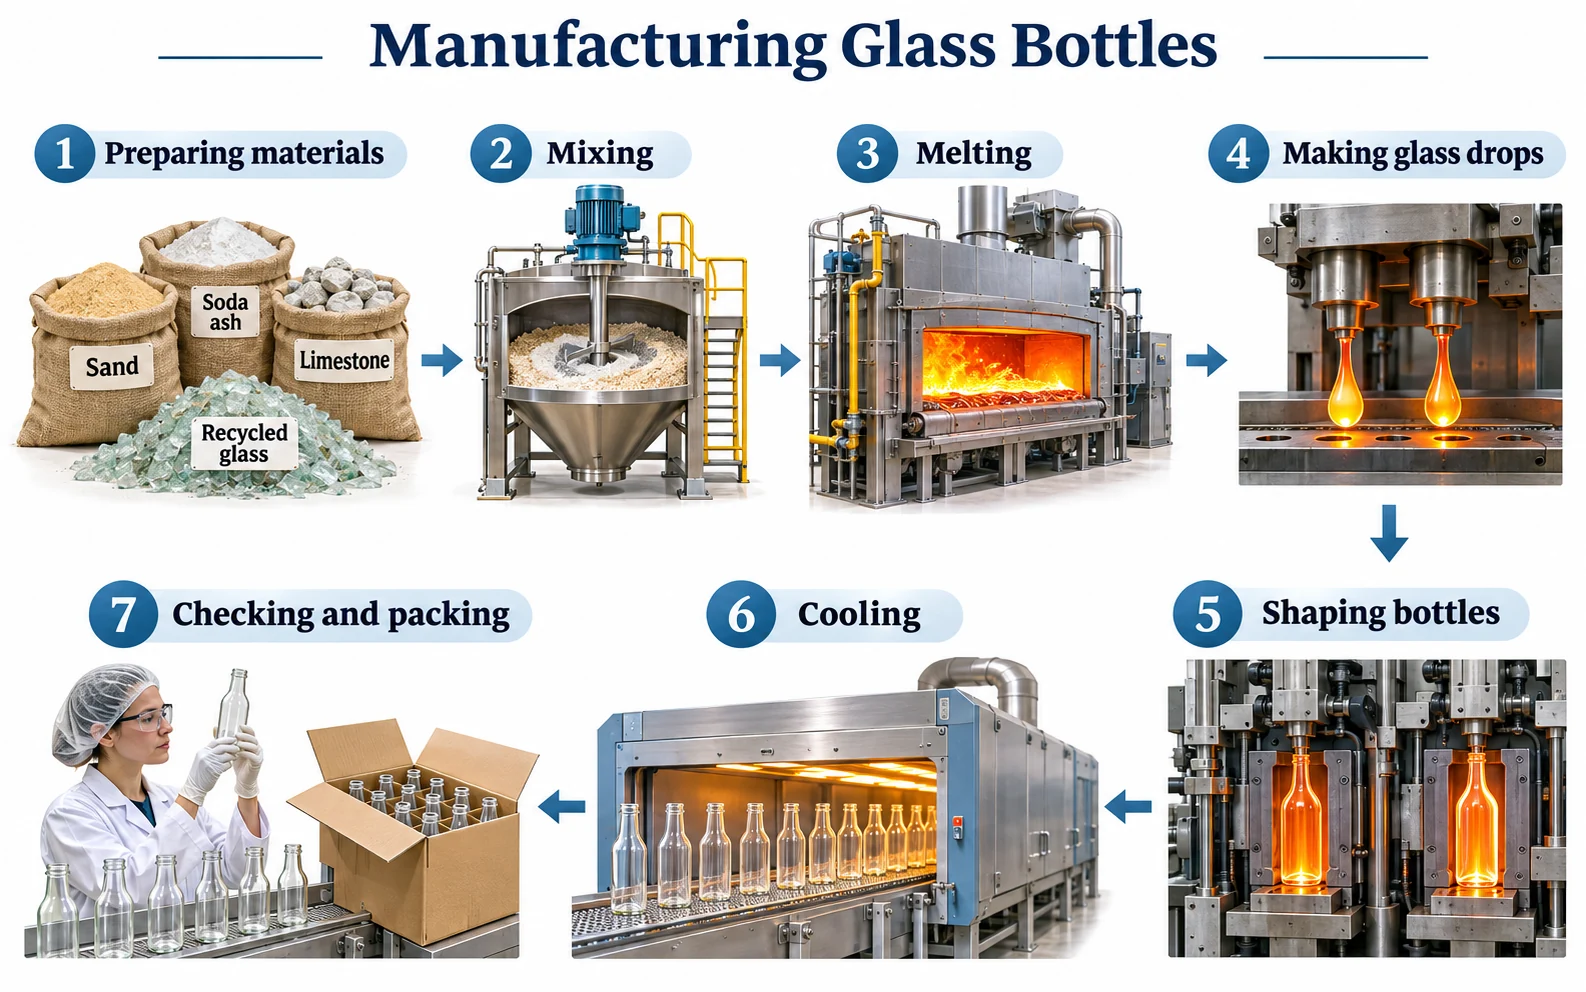 Manufacturing Glass Bottles
1 Preparing materials
2 Mixing
3 Melting
4 Making glass drops
Soda
ash
Sand
Limestone
Recycled
glass
5 Shaping bottles
6 Cooling
7 Checking and packing